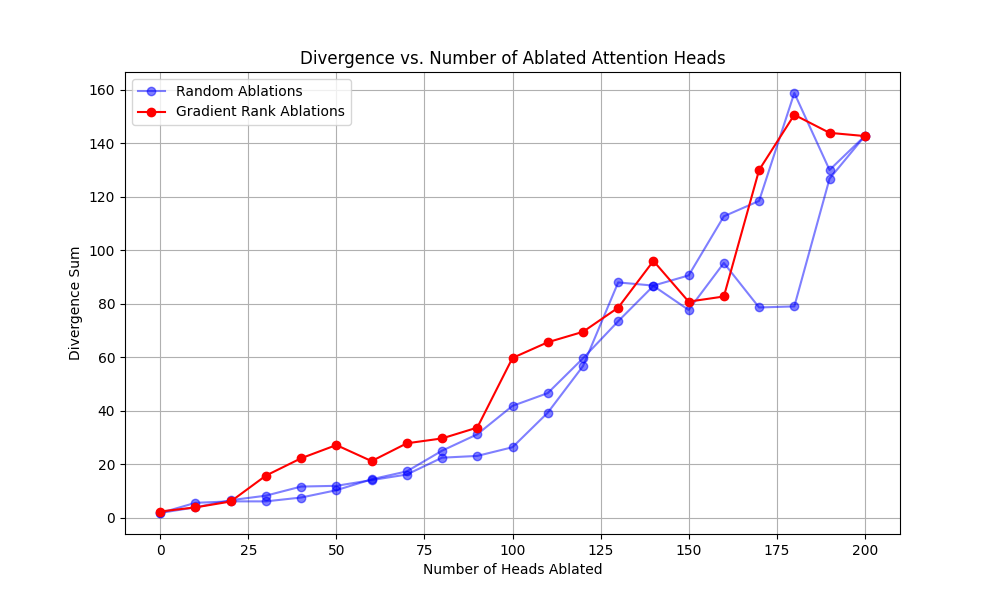 Divergence vs. Number of Ablated Attention Heads
Random Ablations
Gradient Rank Ablations
160
140
120
100
80
60
40
20
0
Divergence Sum
0 25 50 75 100 125 150 175 200
Number of Heads Ablated